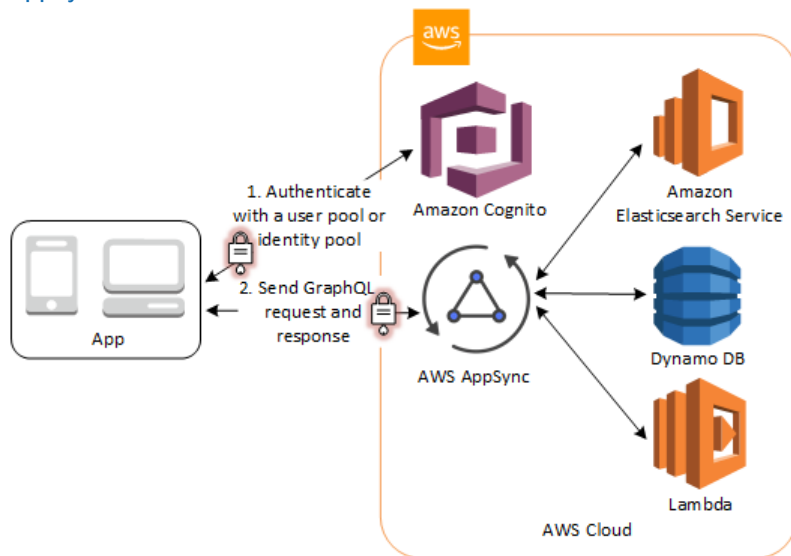 aws
1. Authenticate
with a user pool or
identity pool
Amazon Cognito
Amazon
Elasticsearch Service
2. Send GraphQL
request and
response
App
AWS AppSync
Dynamo DB
Lambda
AWS Cloud